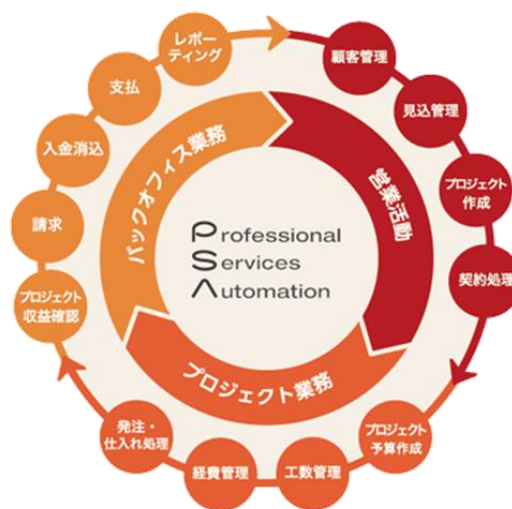 Professional
Services
Automation
営業活動
顧客管理
見込管理
プロジェクト
作成
契約処理
プロジェクト業務
プロジェクト
予算作成
工数管理
経費管理
発注・
仕入れ処理
バックオフィス業務
プロジェクト
収益確認
請求
入金消込
支払
レポー
ティング